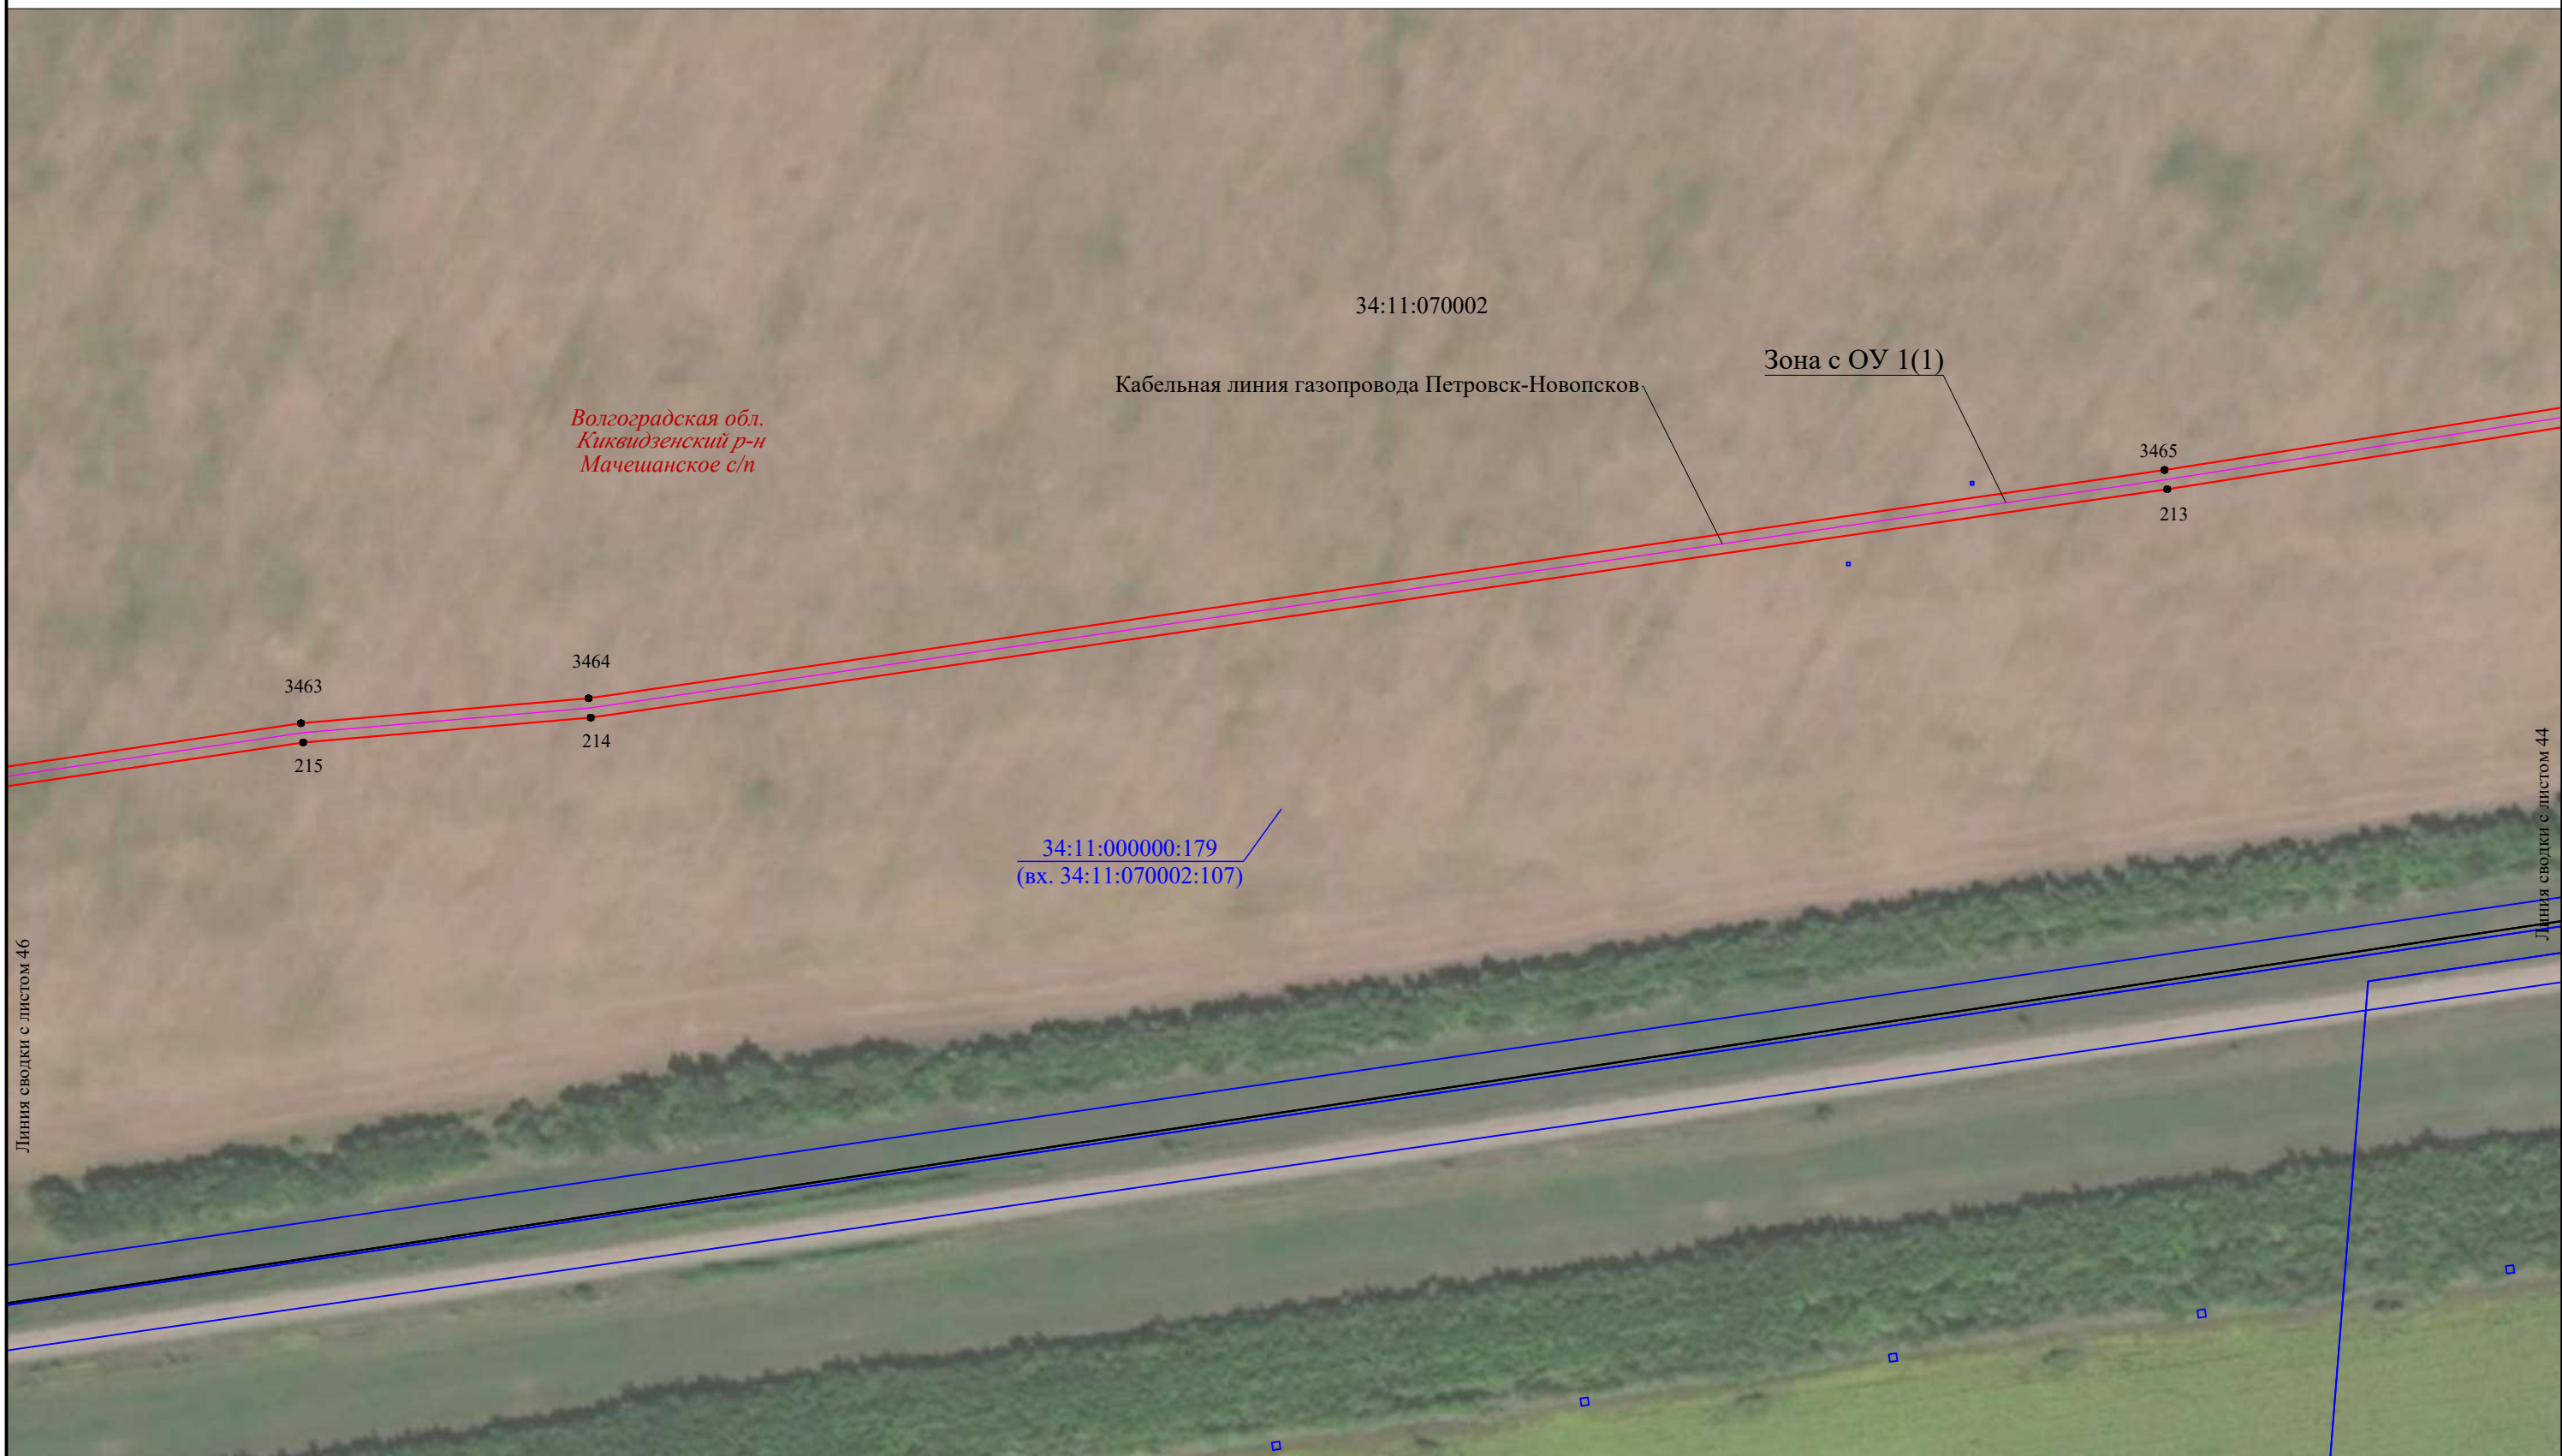 34:11:070002
Зона с ОУ 1(1)
Кабельная линия газопровода Петровск-Новопсков
Волгоградская обл.
Киквидзенский р-н
Мачешанское с/п
3465
213
3464
3463
214
215
34:11:000000:179
(вх. 34:11:070002:107)
Линия сводки с листом 44
Линия сводки с листом 46